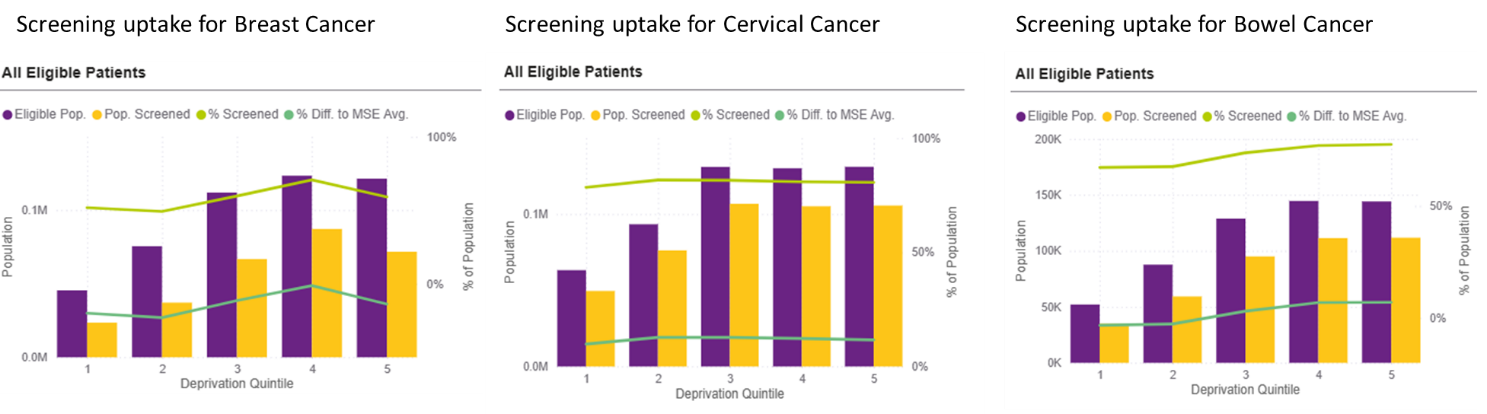 Screening uptake for Breast Cancer
All Eligible Patients
Eligible Pop. Pop. Screened % Screened % Diff. to MSE Avg.
100%
0.1M
0%
0.0M
Population
% of Population
1 2 3 4 5
Deprivation Quintile
Screening uptake for Cervical Cancer
All Eligible Patients
Eligible Pop. Pop. Screened % Screened % Diff. to MSE Avg.
100%
0.1M
50%
0.0M
0%
Population
% of Population
1 2 3 4 5
Deprivation Quintile
Screening uptake for Bowel Cancer
All Eligible Patients
Eligible Pop. Pop. Screened % Screened % Diff. to MSE Avg.
200K
150K
50%
100K
50K
0%
0K
Population
% of Population
1 2 3 4 5
Deprivation Quintile